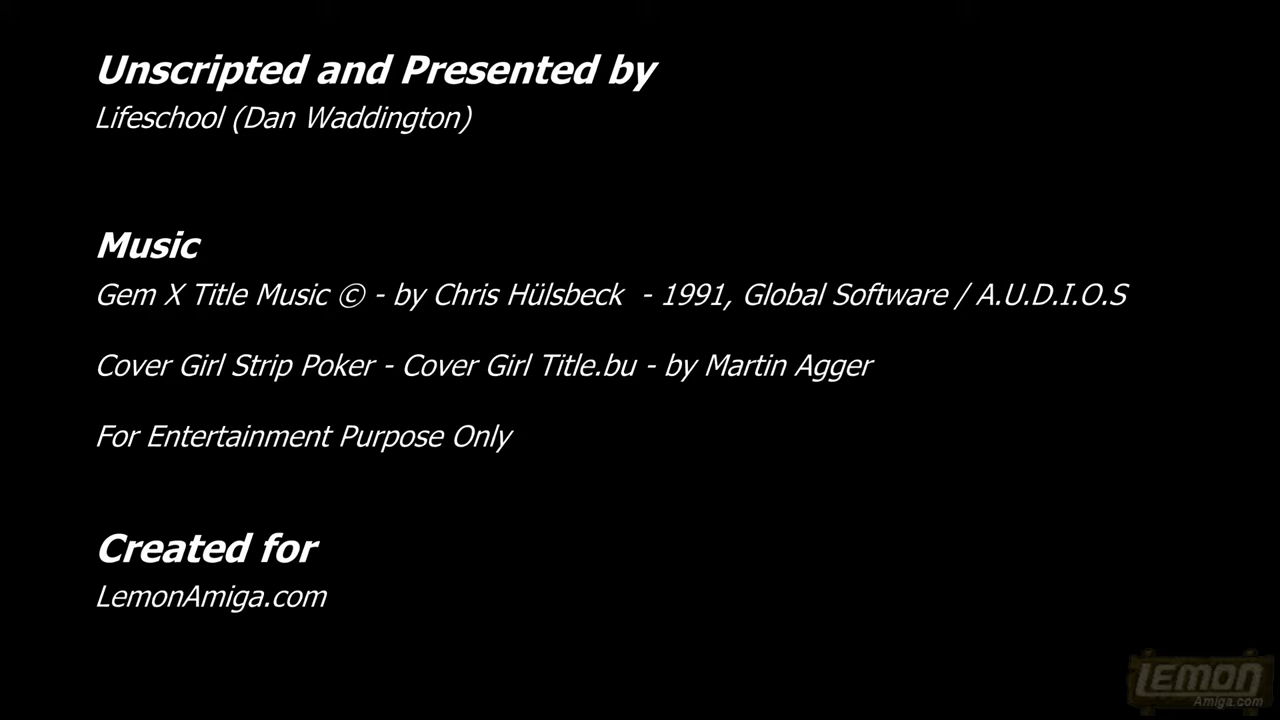 Unscripted and Presented by
Lifeschool (Dan Waddington)
Music
Gem X Title Music © - by Chris Hülsbeck - 1991, Global Software / A.U.D.I.O.S
Cover Girl Strip Poker - Cover Girl Title.bu - by Martin Agger
For Entertainment Purpose Only
Created for
LemonAmiga.com
LEMON
Amiga.com